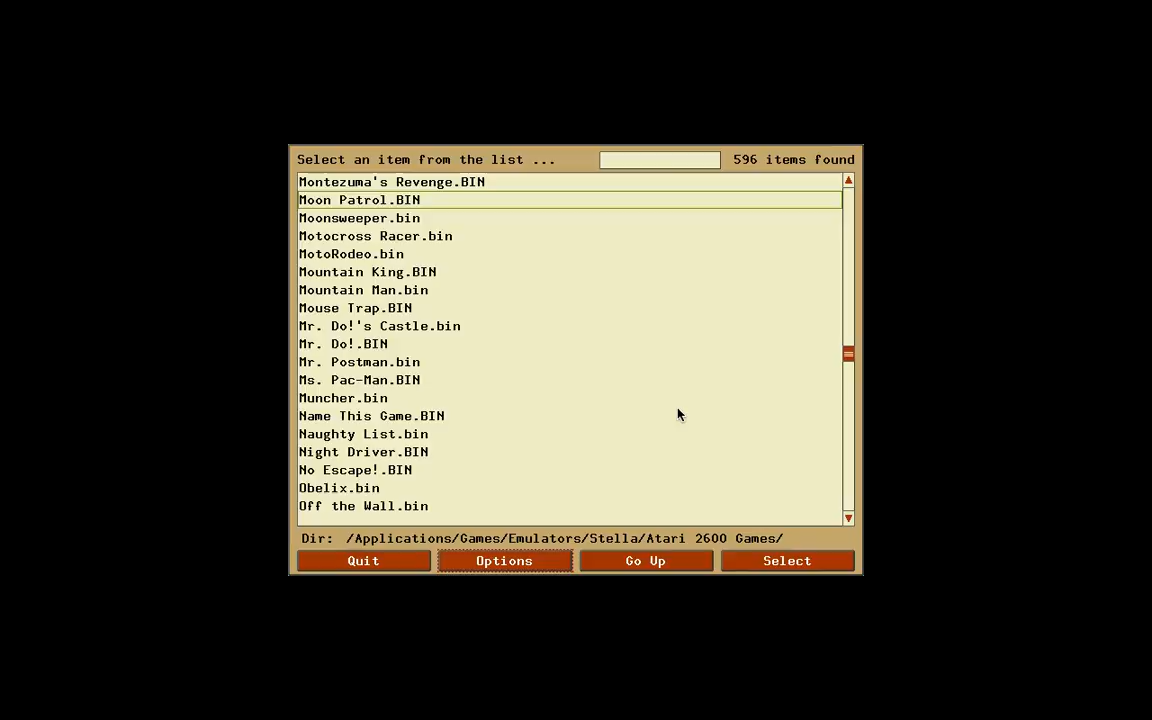 Select an item from the list ...
596 items found
Montezuma's Revenge.BIN
Moon Patrol.BIN
Moonsweeper.bin
Motocross Racer.bin
MotoRodeo.bin
Mountain King.BIN
Mountain Man.bin
Mouse Trap.BIN
Mr. Do!'s Castle.bin
Mr. Do!.BIN
Mr. Postman.bin
Ms. Pac-Man.BIN
Muncher.bin
Name This Game.BIN
Naughty List.bin
Night Driver.BIN
No Escape!.BIN
Obelix.bin
Off the Wall.bin
Dir: /Applications/Games/Emulators/Stella/Atari 2600 Games/
Quit
Options
Go Up
Select